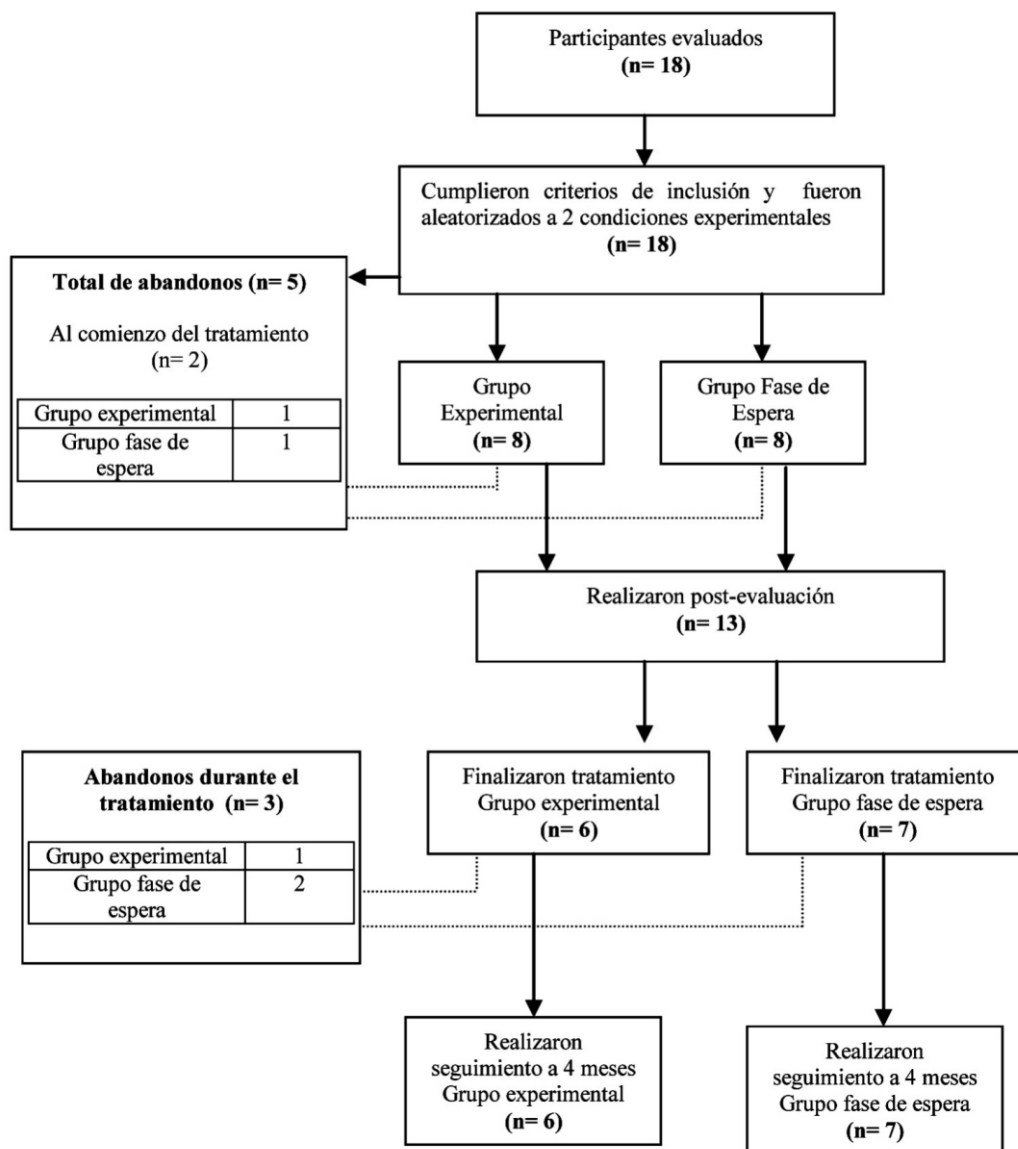 Participantes evaluados
(n= 18)
Cumplieron criterios de inclusión y fueron
aleatorizados a 2 condiciones experimentales
(n= 18)
Total de abandonos (n= 5)
Al comienzo del tratamiento
(n= 2)
Grupo experimental 1
Grupo fase de 1
espera
Grupo
Experimental
(n= 8)
Grupo Fase de
Espera
(n= 8)
Realizaron post-evaluación
(n= 13)
Abandonos durante el
tratamiento (n= 3)
Grupo experimental 1
Grupo fase de 2
espera
Finalizaron tratamiento
Grupo experimental
(n= 6)
Finalizaron tratamiento
Grupo fase de espera
(n= 7)
Realizaron
seguimiento a 4 meses
Grupo experimental
(n= 6)
Realizaron
seguimiento a 4 meses
Grupo fase de espera
(n= 7)